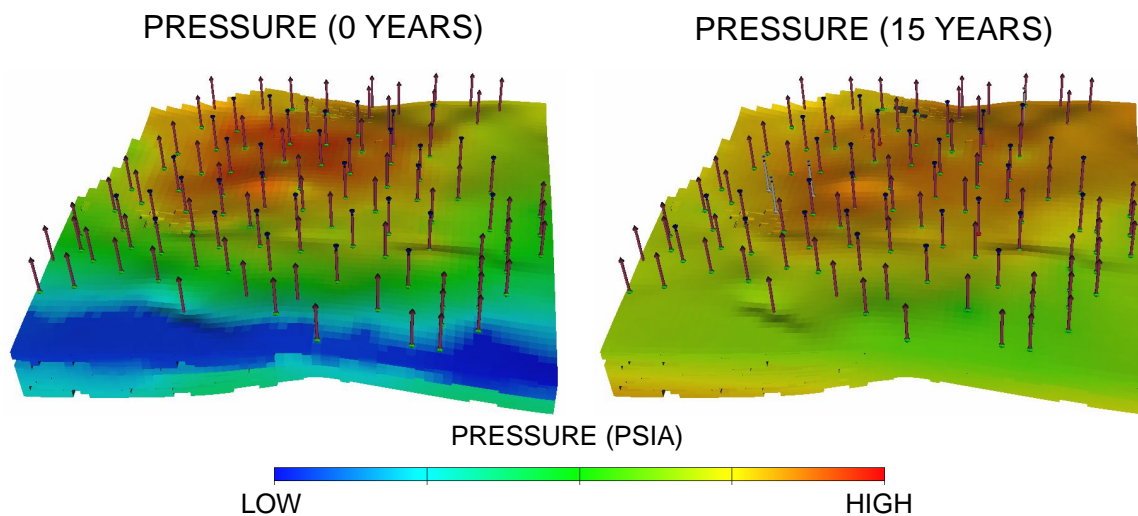 PRESSURE (0 YEARS)
PRESSURE (15 YEARS)
PRESSURE (PSIA)
LOW
HIGH